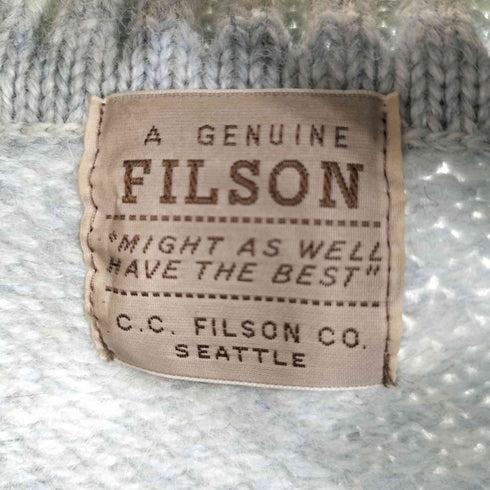 A GENUINE
FILSON
"MIGHT AS WELL
HAVE THE BEST"
C.C. FILSON CO.
SEATTLE